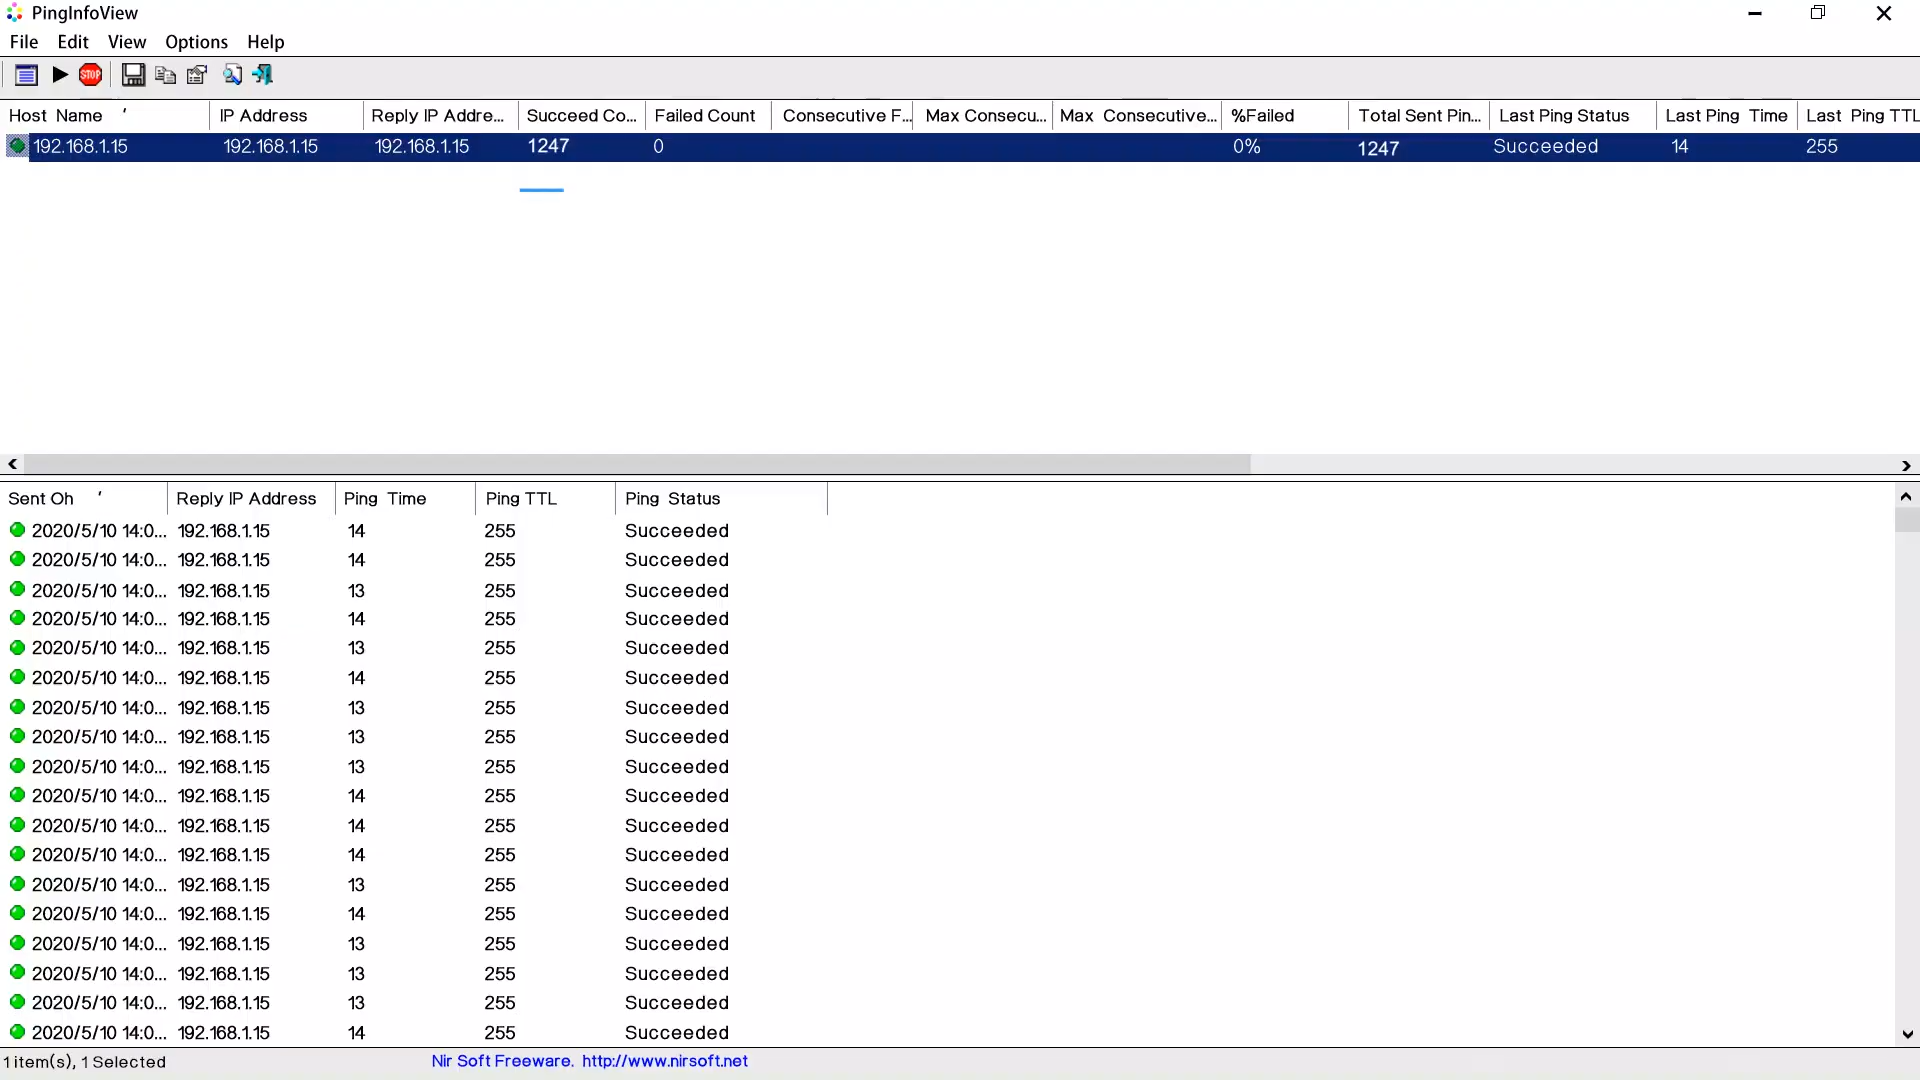 PingInfoView
File Edit View Options Help
STOP
Host Name IP Address Reply IP Addre... Succeed Co... Failed Count Consecutive F... Max Consecu... Max Consecutive... %Failed Total Sent Pin... Last Ping Status Last Ping Time Last Ping TTL
192.168.1.15 192.168.1.15 192.168.1.15 1247 0 0% 1247 Succeeded 14 255
Sent Oh Reply IP Address Ping Time Ping TTL Ping Status
2020/5/10 14:0... 192.168.1.15 14 255 Succeeded
2020/5/10 14:0... 192.168.1.15 14 255 Succeeded
2020/5/10 14:0... 192.168.1.15 13 255 Succeeded
2020/5/10 14:0... 192.168.1.15 14 255 Succeeded
2020/5/10 14:0... 192.168.1.15 13 255 Succeeded
2020/5/10 14:0... 192.168.1.15 14 255 Succeeded
2020/5/10 14:0... 192.168.1.15 13 255 Succeeded
2020/5/10 14:0... 192.168.1.15 13 255 Succeeded
2020/5/10 14:0... 192.168.1.15 13 255 Succeeded
2020/5/10 14:0... 192.168.1.15 14 255 Succeeded
2020/5/10 14:0... 192.168.1.15 14 255 Succeeded
2020/5/10 14:0... 192.168.1.15 14 255 Succeeded
2020/5/10 14:0... 192.168.1.15 13 255 Succeeded
2020/5/10 14:0... 192.168.1.15 14 255 Succeeded
2020/5/10 14:0... 192.168.1.15 13 255 Succeeded
2020/5/10 14:0... 192.168.1.15 13 255 Succeeded
2020/5/10 14:0... 192.168.1.15 13 255 Succeeded
2020/5/10 14:0... 192.168.1.15 14 255 Succeeded
1 item(s), 1 Selected Nir Soft Freeware. http://www.nirsoft.net